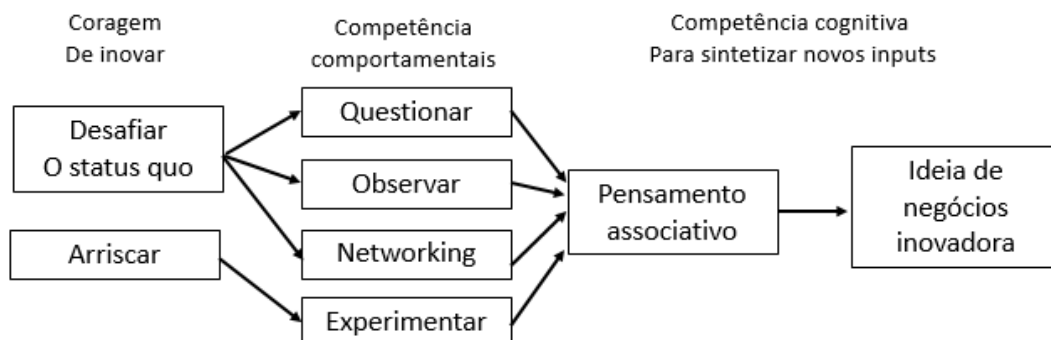 Coragem
De inovar
Competência
comportamentais
Competência cognitiva
Para sintetizar novos inputs
Desafiar
O status quo
Arriscar
Questionar
Observar
Networking
Experimentar
Pensamento
associativo
Ideia de
negócios
inovadora